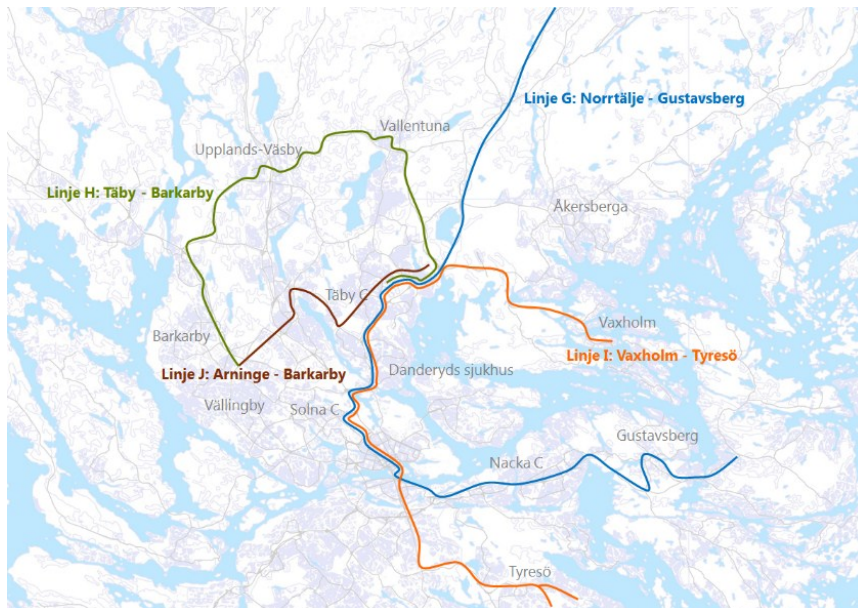 Linje G: Norrtälje - Gustavsberg
Vallentuna
Upplands-Väsby
Linje H: Täby - Barkarby
Åkersberga
Täby C
Vaxholm
Barkarby
Linje I: Vaxholm - Tyresö
Danderyds sjukhus
Linje J: Arninge - Barkarby
Vällingby
Solna C
Gustavsberg
Nacka C
Tyresö